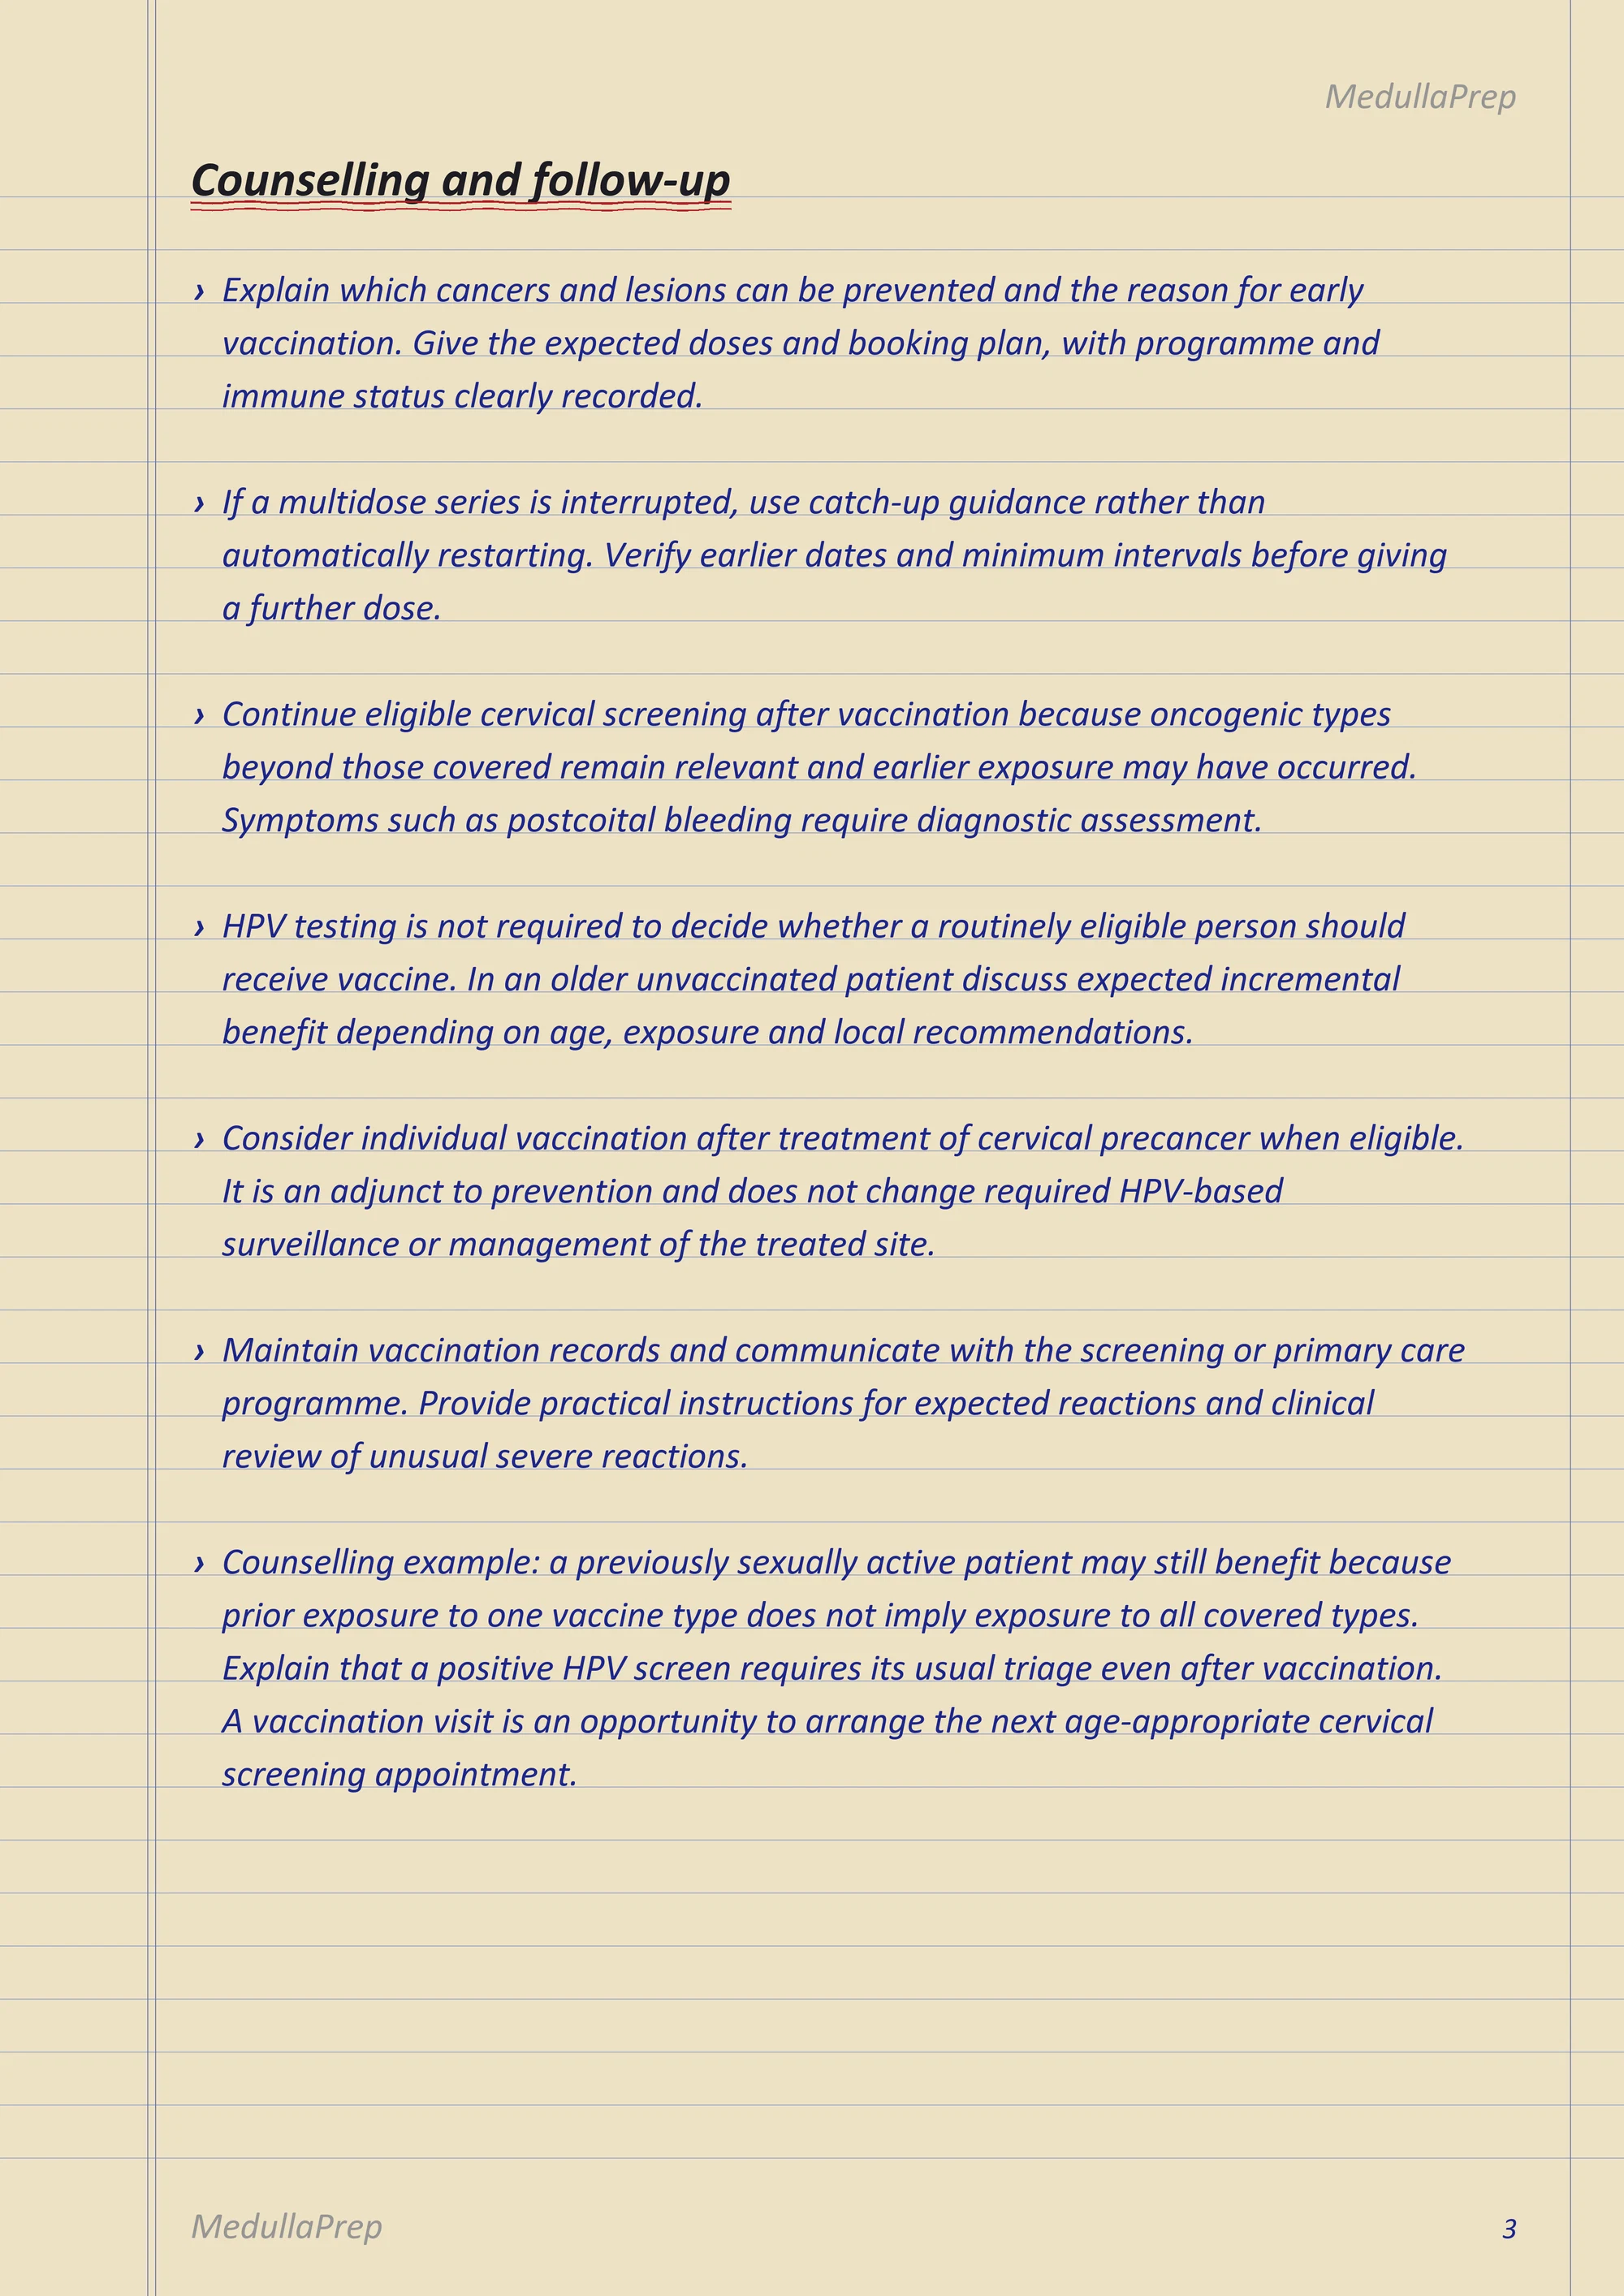 MedullaPrep
Counselling and follow-up
› Explain which cancers and lesions can be prevented and the reason for early
vaccination. Give the expected doses and booking plan, with programme and
immune status clearly recorded.
› If a multidose series is interrupted, use catch-up guidance rather than
automatically restarting. Verify earlier dates and minimum intervals before giving
a further dose.
› Continue eligible cervical screening after vaccination because oncogenic types
beyond those covered remain relevant and earlier exposure may have occurred.
Symptoms such as postcoital bleeding require diagnostic assessment.
› HPV testing is not required to decide whether a routinely eligible person should
receive vaccine. In an older unvaccinated patient discuss expected incremental
benefit depending on age, exposure and local recommendations.
› Consider individual vaccination after treatment of cervical precancer when eligible.
It is an adjunct to prevention and does not change required HPV-based
surveillance or management of the treated site.
› Maintain vaccination records and communicate with the screening or primary care
programme. Provide practical instructions for expected reactions and clinical
review of unusual severe reactions.
› Counselling example: a previously sexually active patient may still benefit because
prior exposure to one vaccine type does not imply exposure to all covered types.
Explain that a positive HPV screen requires its usual triage even after vaccination.
A vaccination visit is an opportunity to arrange the next age-appropriate cervical
screening appointment.
MedullaPrep
3